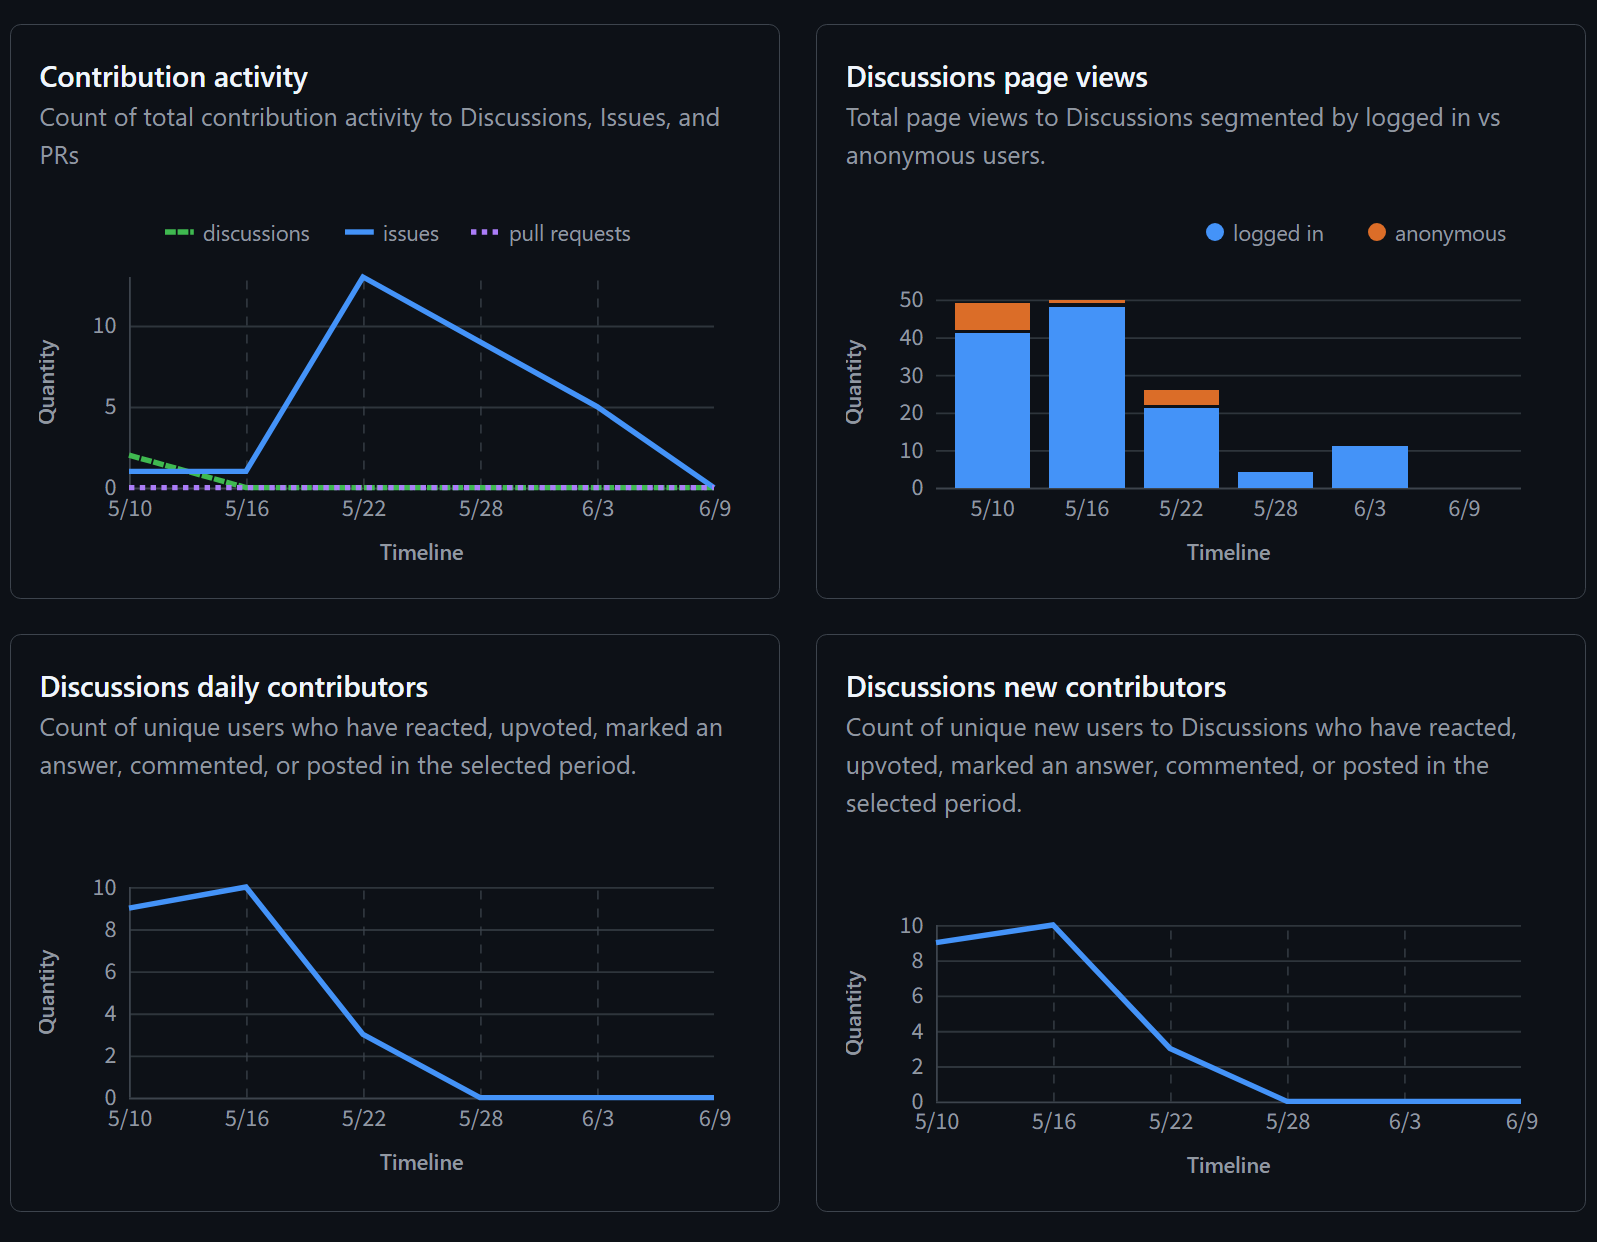 Contribution activity
Count of total contribution activity to Discussions, Issues, and
PRs
discussions issues pull requests
Quantity
10
5
0
5/10 5/16 5/22 5/28 6/3 6/9
Timeline
Discussions page views
Total page views to Discussions segmented by logged in vs
anonymous users.
logged in anonymous
Quantity
50
40
30
20
10
0
5/10 5/16 5/22 5/28 6/3 6/9
Timeline
Discussions daily contributors
Count of unique users who have reacted, upvoted, marked an
answer, commented, or posted in the selected period.
Quantity
10
8
6
4
2
0
5/10 5/16 5/22 5/28 6/3 6/9
Timeline
Discussions new contributors
Count of unique new users to Discussions who have reacted,
upvoted, marked an answer, commented, or posted in the
selected period.
Quantity
10
8
6
4
2
0
5/10 5/16 5/22 5/28 6/3 6/9
Timeline